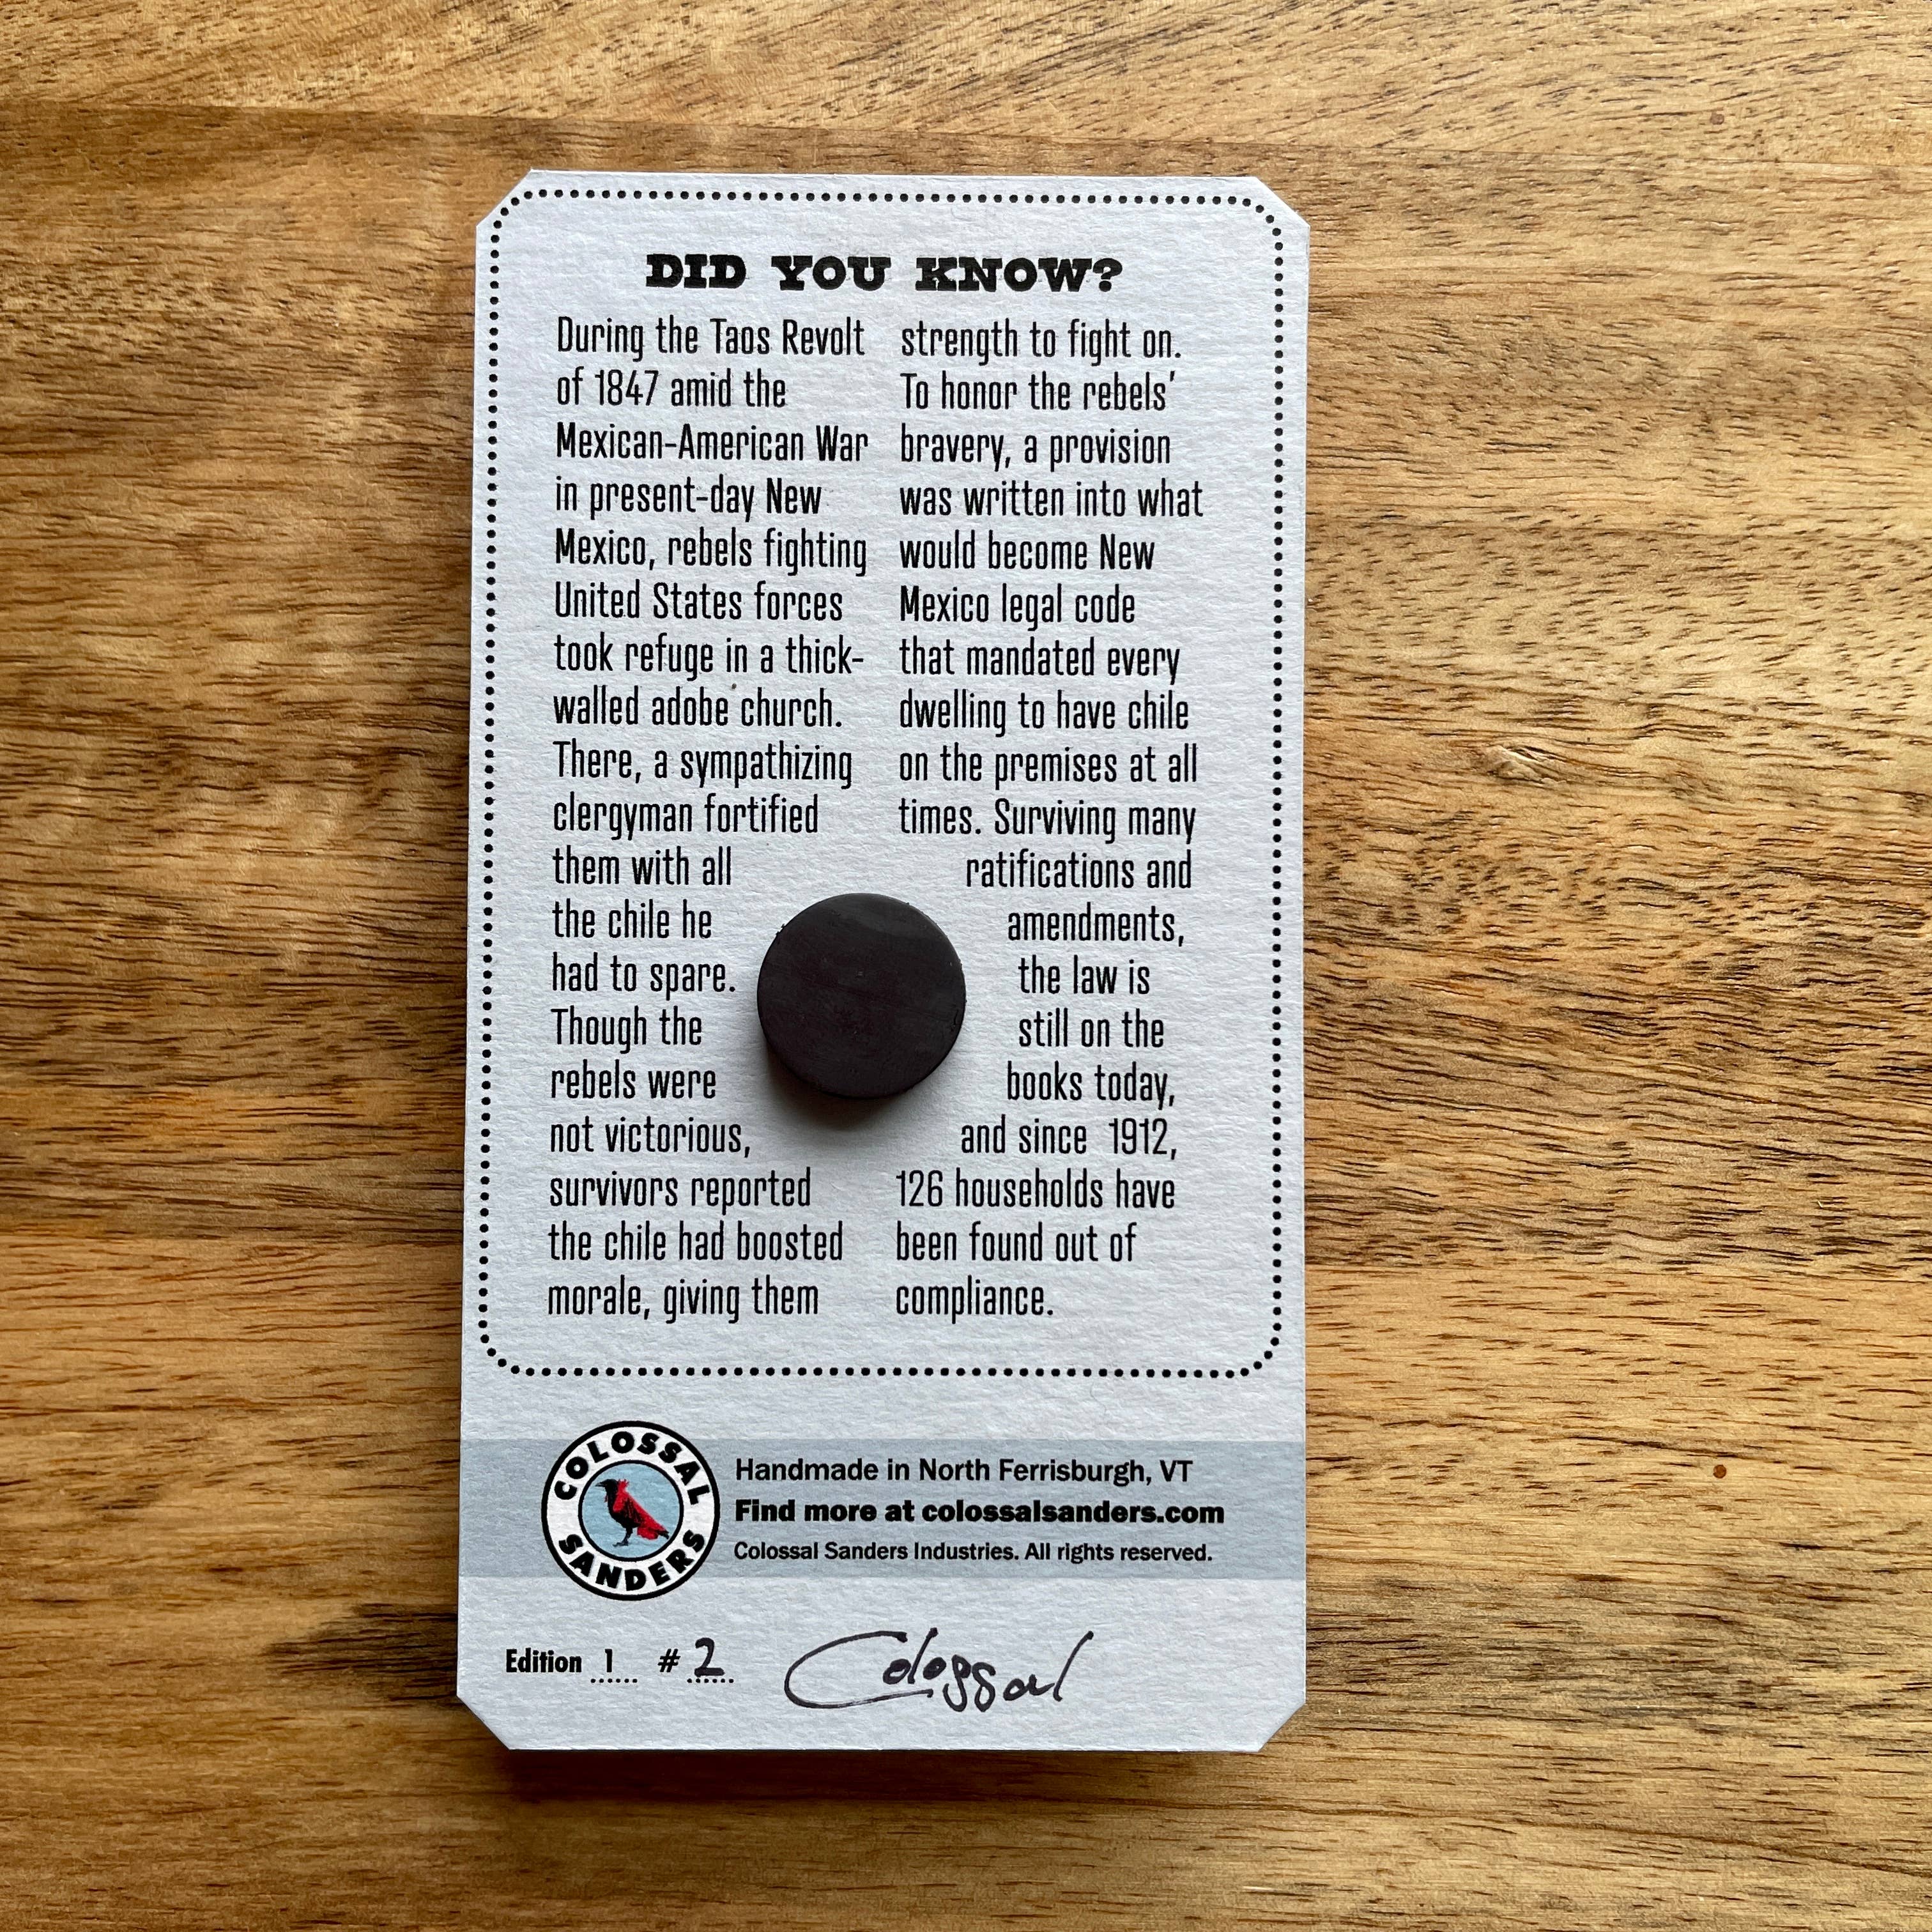 DID YOU KNOW?
During the Taos Revolt
of 1847 amid the
Mexican-American War
in present-day New
Mexico, rebels fighting
United States forces
took refuge in a thick-
walled adobe church.
There, a sympathizing
clergyman fortified
them with all
the chile he
had to spare.
Though the
rebels were
not victorious,
survivors reported
the chile had boosted
morale, giving them
strength to fight on.
To honor the rebels’
bravery, a provision
was written into what
would become New
Mexico legal code
that mandated every
dwelling to have chile
on the premises at all
times. Surviving many
ratifications and
amendments,
the law is
still on the
books today,
and since 1912,
126 households have
been found out of
compliance.
COLOSSAL
SANDERS
Handmade in North Ferrisburgh, VT
Find more at colossalsanders.com
Colossal Sanders Industries. All rights reserved.
Edition 1 # 2 Colossal